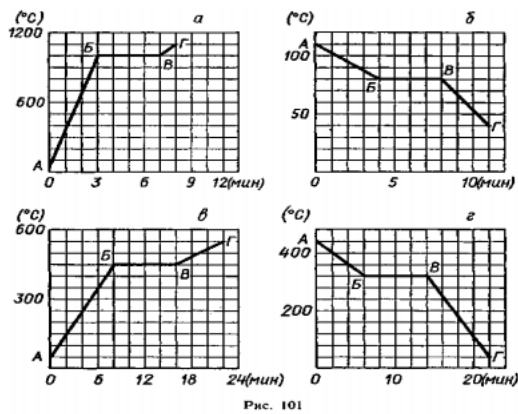 (°C) а
1200
600
А Б В Г
0 3 6 9 12(мин)
(°C) б
100
50
А Б В Г
0 5 10(мин)
(°C) в
600
300
А Б В Г
0 6 12 18 24(мин)
(°C) г
400
200
А Б В Г
0 10 20(мин)
Рис. 101